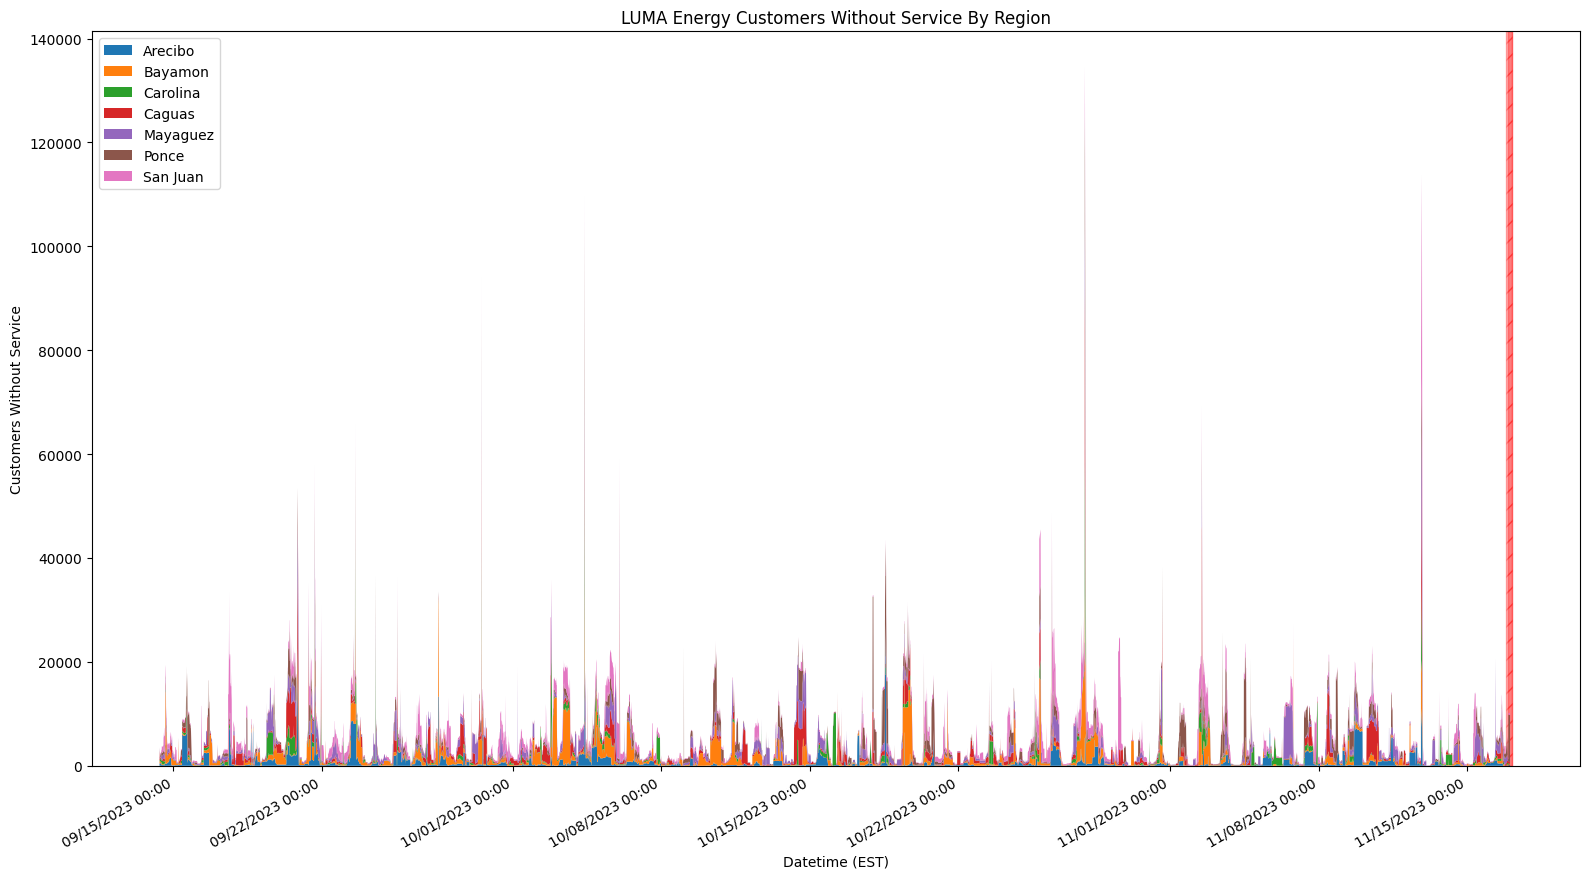 LUMA Energy Customers Without Service By Region
140000
120000
100000
80000
60000
40000
20000
0
Customers Without Service
Arecibo
Bayamon
Carolina
Caguas
Mayaguez
Ponce
San Juan
09/15/2023 00:00
09/22/2023 00:00
10/01/2023 00:00
10/08/2023 00:00
10/15/2023 00:00
10/22/2023 00:00
11/01/2023 00:00
11/08/2023 00:00
11/15/2023 00:00
Datetime (EST)